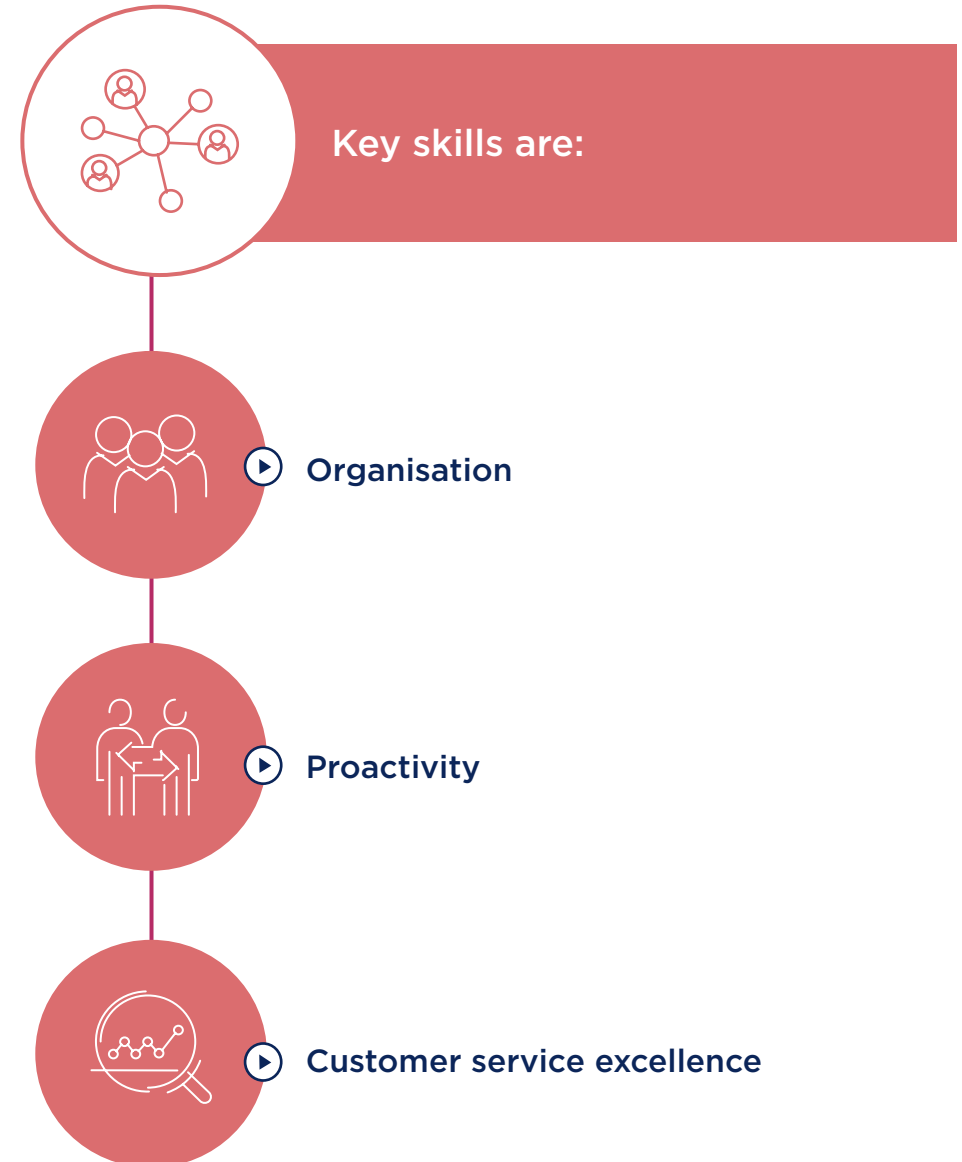 Key skills are:
Organisation
Proactivity
Customer service excellence